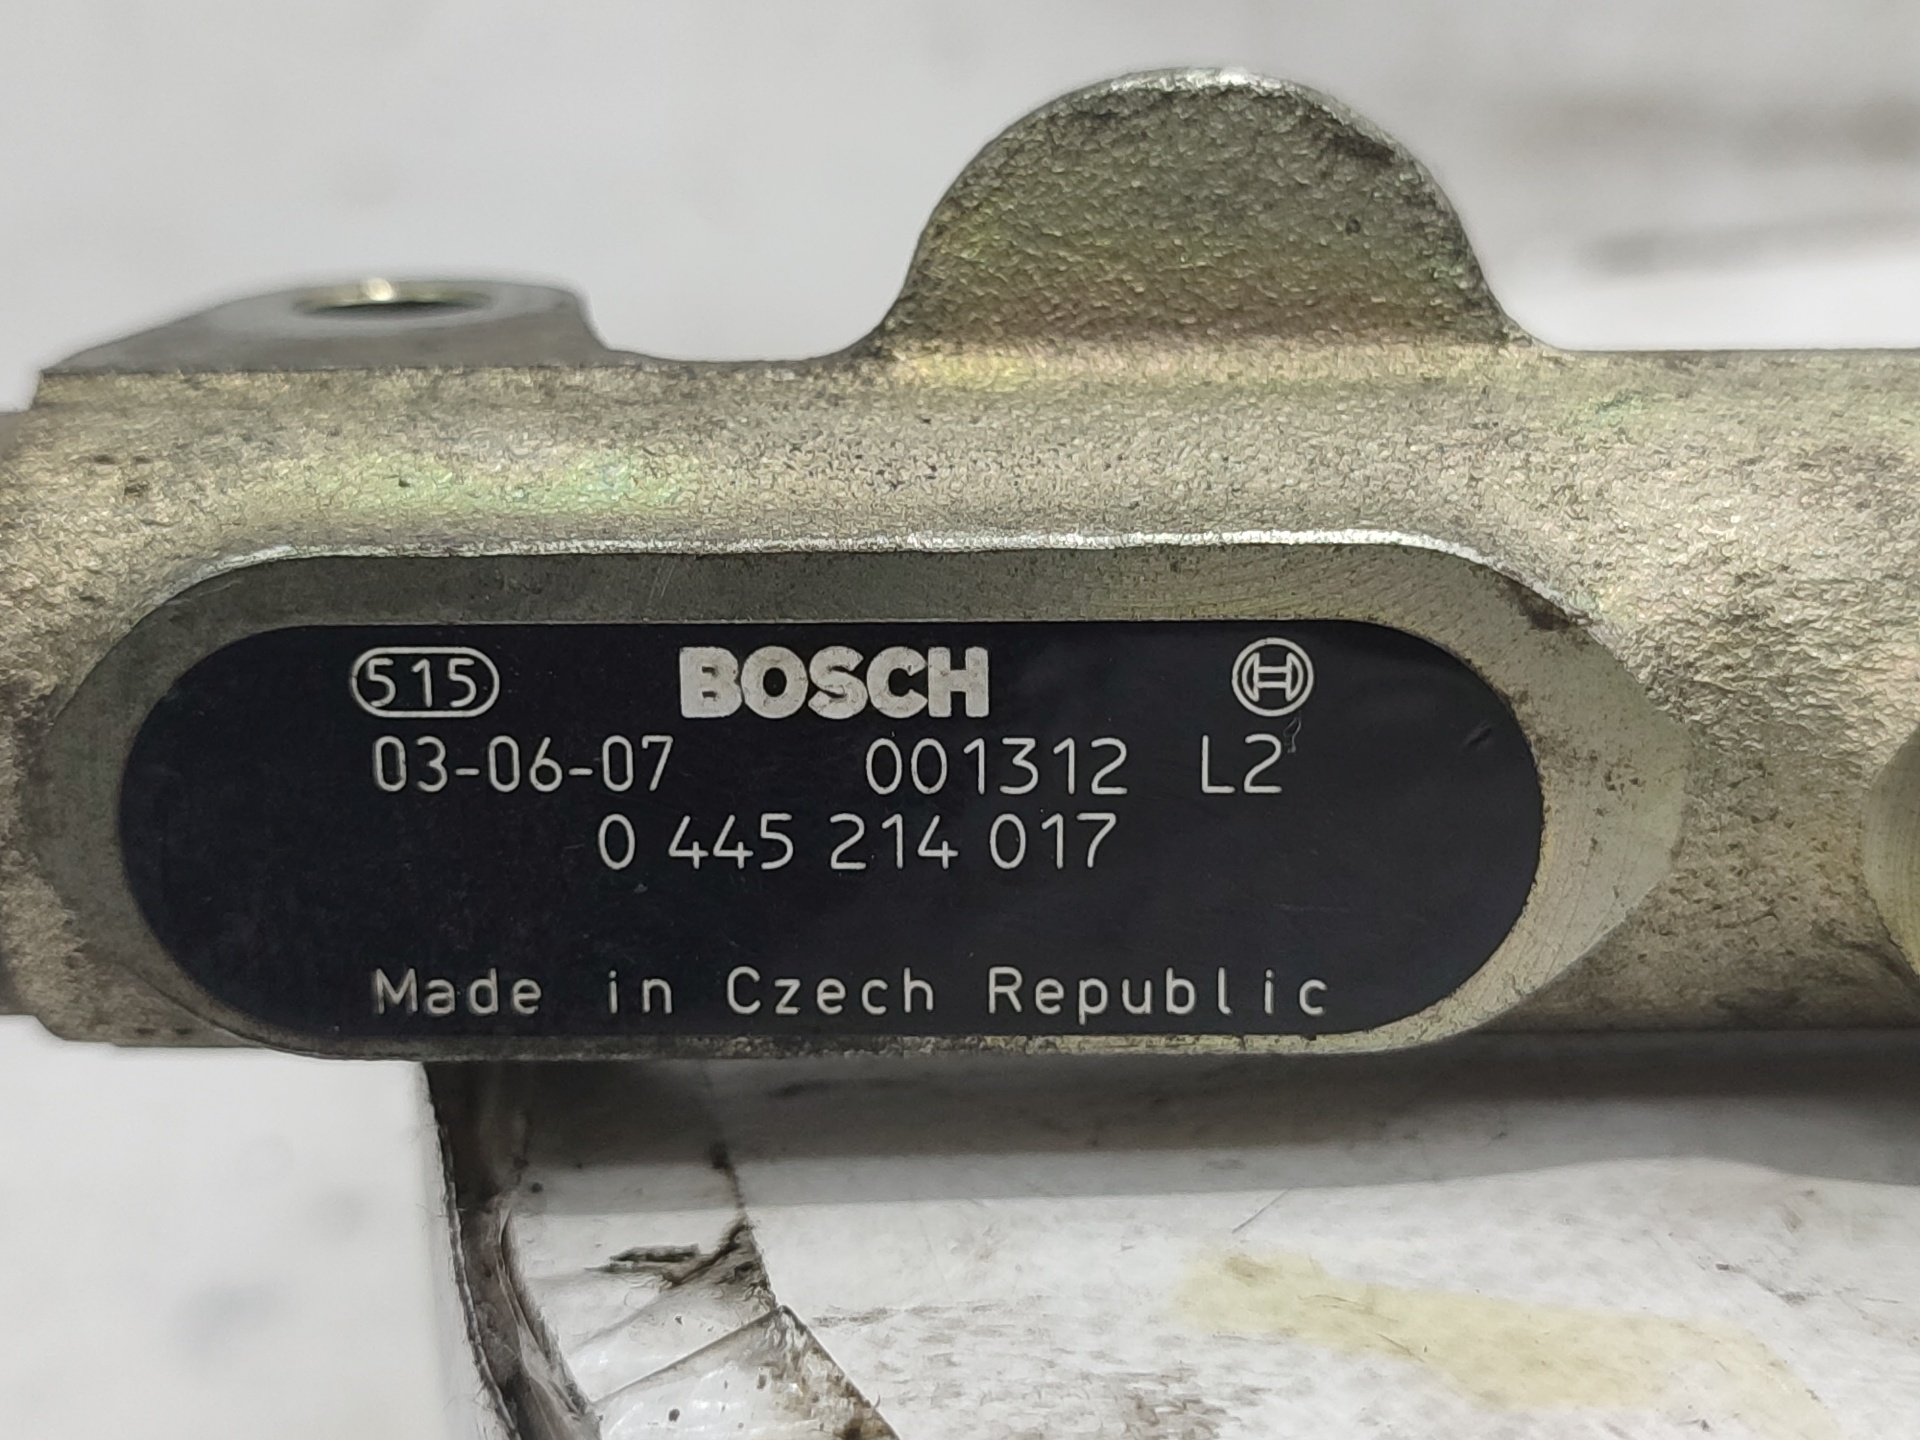 515 BOSCH
03-06-07 001312 L2
0 445 214 017
Made in Czech Republic